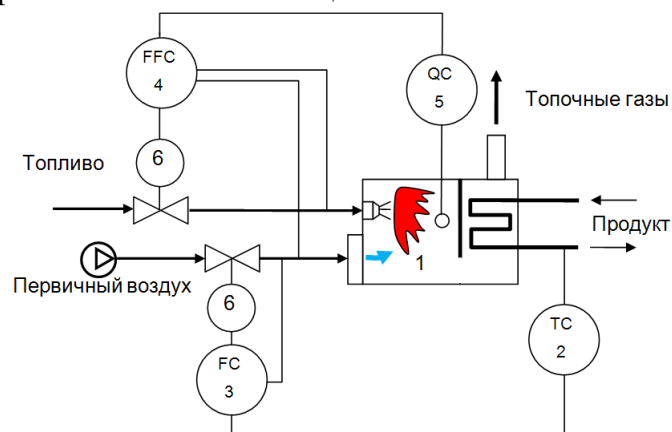 FFC
4
QC
5
Топочные газы
6
Топливо
Продукт
1
Первичный воздух
6
TC
2
FC
3